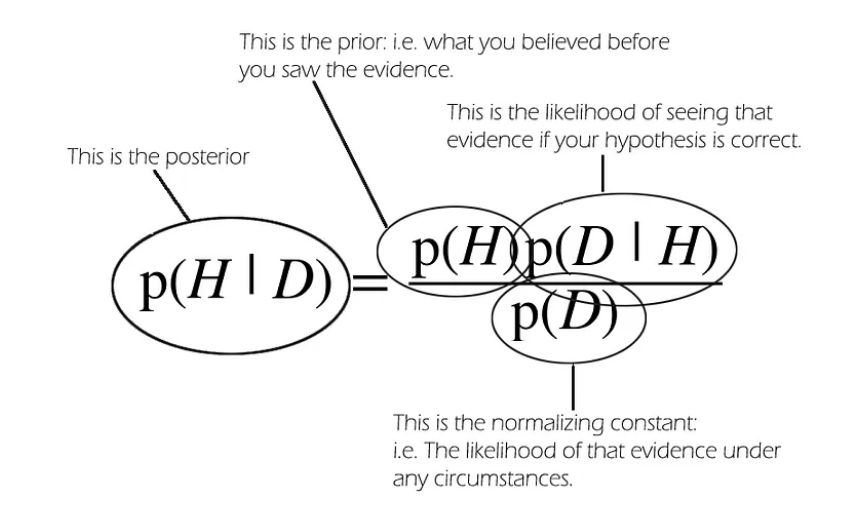 This is the prior: i.e. what you believed before
you saw the evidence.
This is the likelihood of seeing that
evidence if your hypothesis is correct.
This is the posterior
p(H | D) = p(H)p(D | H)
p(D)
This is the normalizing constant:
i.e. The likelihood of that evidence under
any circumstances.